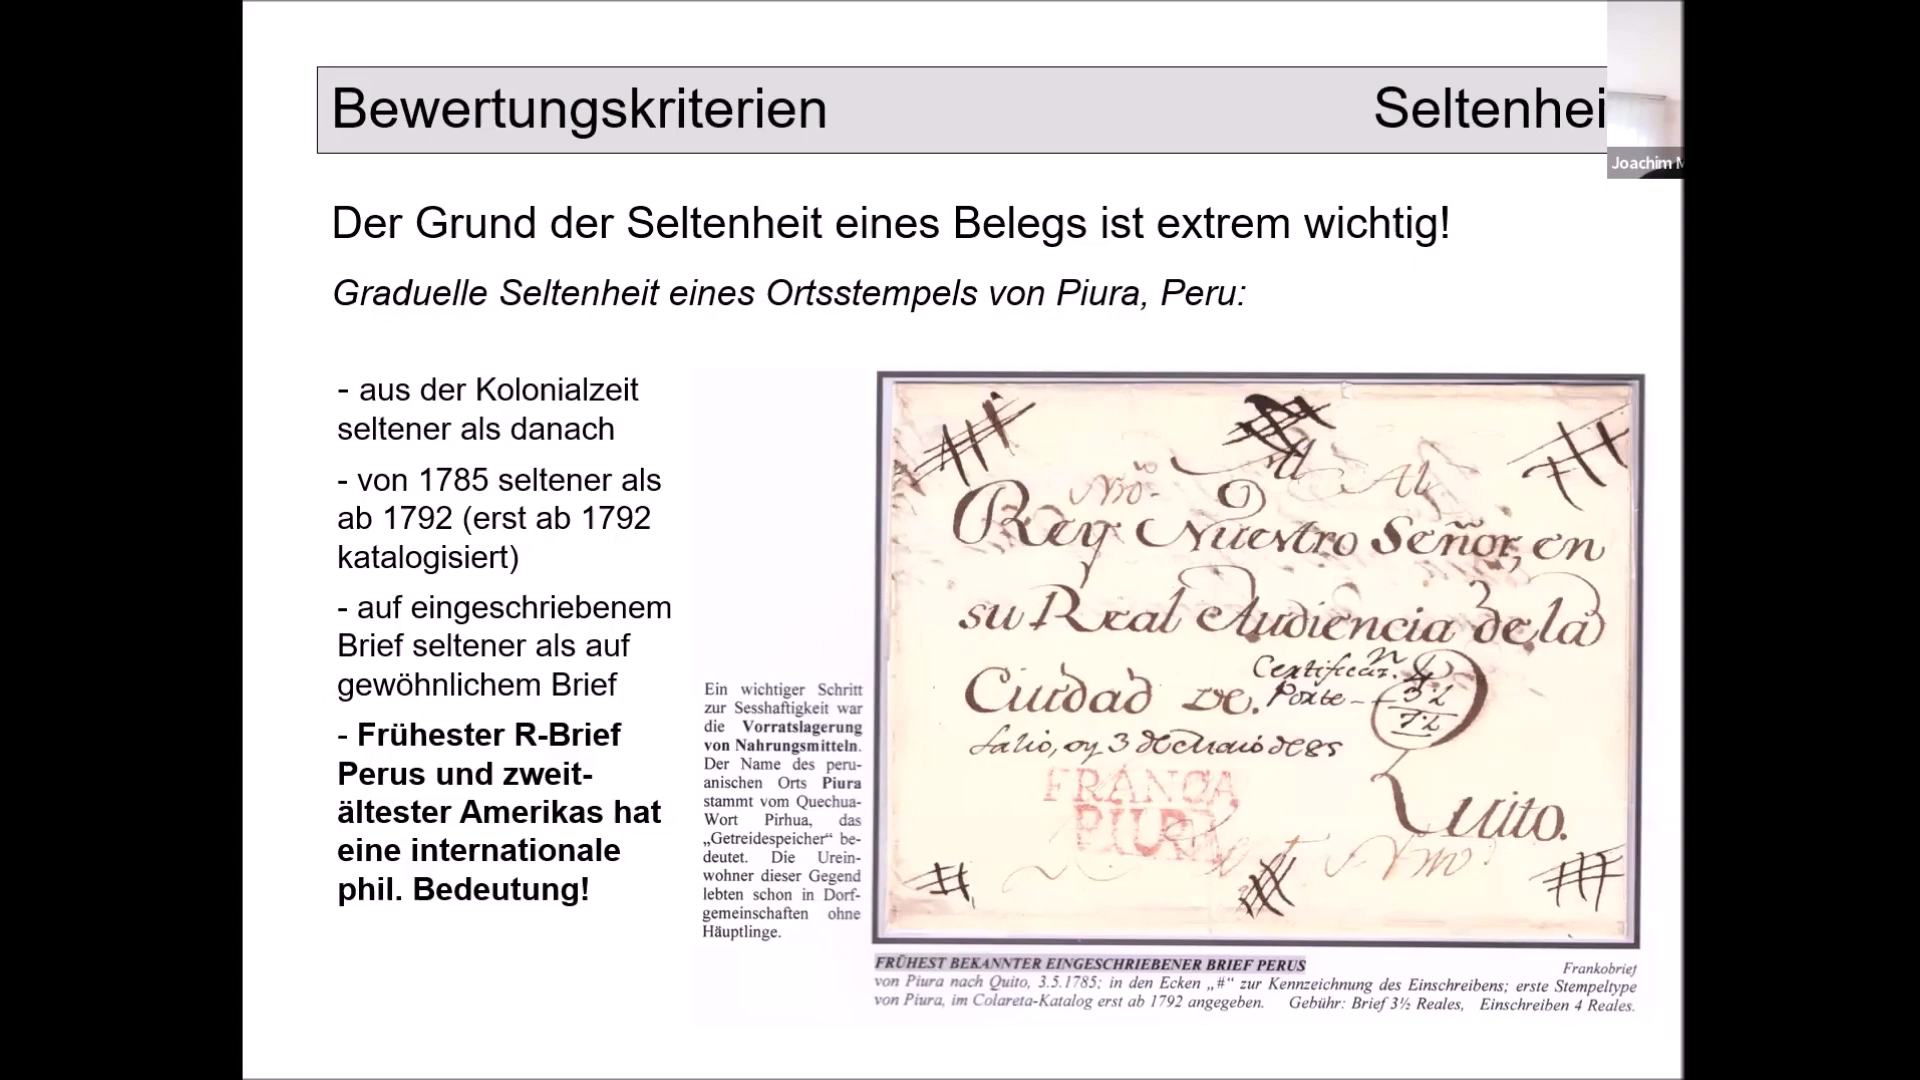 Bewertungskriterien Seltenhei
Joachim M
Der Grund der Seltenheit eines Belegs ist extrem wichtig!
Graduelle Seltenheit eines Ortsstempels von Piura, Peru:
- aus der Kolonialzeit
seltener als danach
- von 1785 seltener als
ab 1792 (erst ab 1792
katalogisiert)
- auf eingeschriebenem
Brief seltener als auf
gewöhnlichem Brief
- Frühester R-Brief
Perus und zweit-
ältester Amerikas hat
eine internationale
phil. Bedeutung!
Ein wichtiger Schritt
zur Sesshaftigkeit war
die Vorratslagerung
von Nahrungsmitteln.
Der Name des peru-
anischen Orts Piura
stammt vom Quechua-
Wort Pirhua, das
„Getreidespeicher“ be-
deutet. Die Urein-
wohner dieser Gegend
lebten schon in Dorf-
gemeinschaften ohne
Häuptlinge.
Al
Rey Nuestro Señor, en
su Real Audiencia de la
Ciudad de.
Porte
Quito.
FRANCA
PIURA
FRÜHEST BEKANNTER EINGESCHRIEBENER BRIEF PERUS Frankobrief
von Piura nach Quito, 3.5.1785; in den Ecken „#“ zur Kennzeichnung des Einschreibens; erste Stempeltype
von Piura, im Colareta-Katalog erst ab 1792 angegeben. Gebühr: Brief 3½ Reales, Einschreiben 4 Reales.